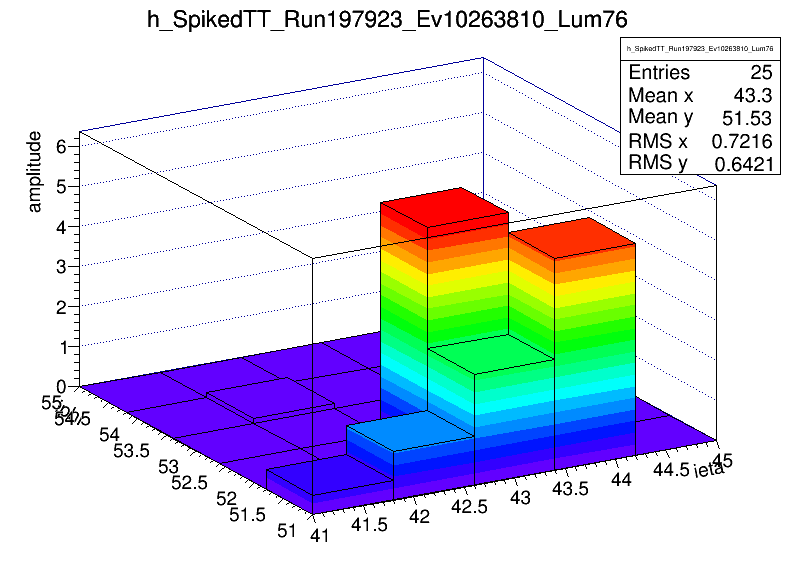 h_SpikedTT_Run197923_Ev10263810_Lum76
h_SpikedTT_Run197923_Ev10263810_Lum76
Entries 25
Mean x 43.3
Mean y 51.53
RMS x 0.7216
RMS y 0.6421
amplitude
6
5
4
3
2
1
0
55
54.5
54
53.5
53
52.5
52
51.5
51
41
41.5
42
42.5
43
43.5
44
44.5
45
ieta